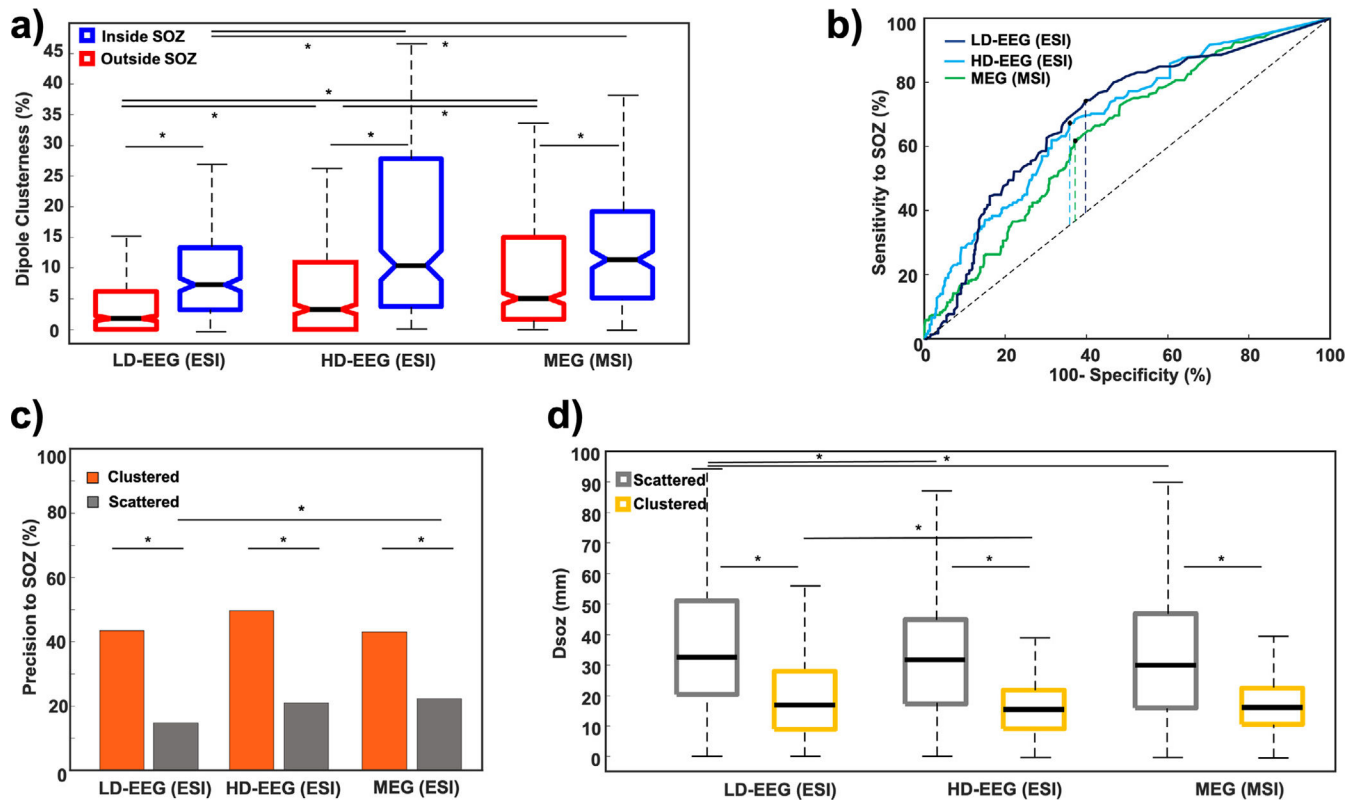 a)
Dipole Clusterness (%)
Inside SOZ
Outside SOZ
45
40
35
30
25
20
15
10
5
0
* *
*
* *
* * *
LD-EEG (ESI) HD-EEG (ESI) MEG (MSI)
b)
Sensitivity to SOZ (%)
LD-EEG (ESI)
HD-EEG (ESI)
MEG (MSI)
100
80
60
40
20
0
0 20 40 60 80 100
100- Specificity (%)
c)
Precision to SOZ (%)
Clustered
Scattered
100
80
60
40
20
0
*
* * *
LD-EEG (ESI) HD-EEG (ESI) MEG (ESI)
d)
Dsoz (mm)
Scattered
Clustered
100
90
80
70
60
50
40
30
20
10
0
* *
*
* * *
LD-EEG (ESI) HD-EEG (ESI) MEG (MSI)